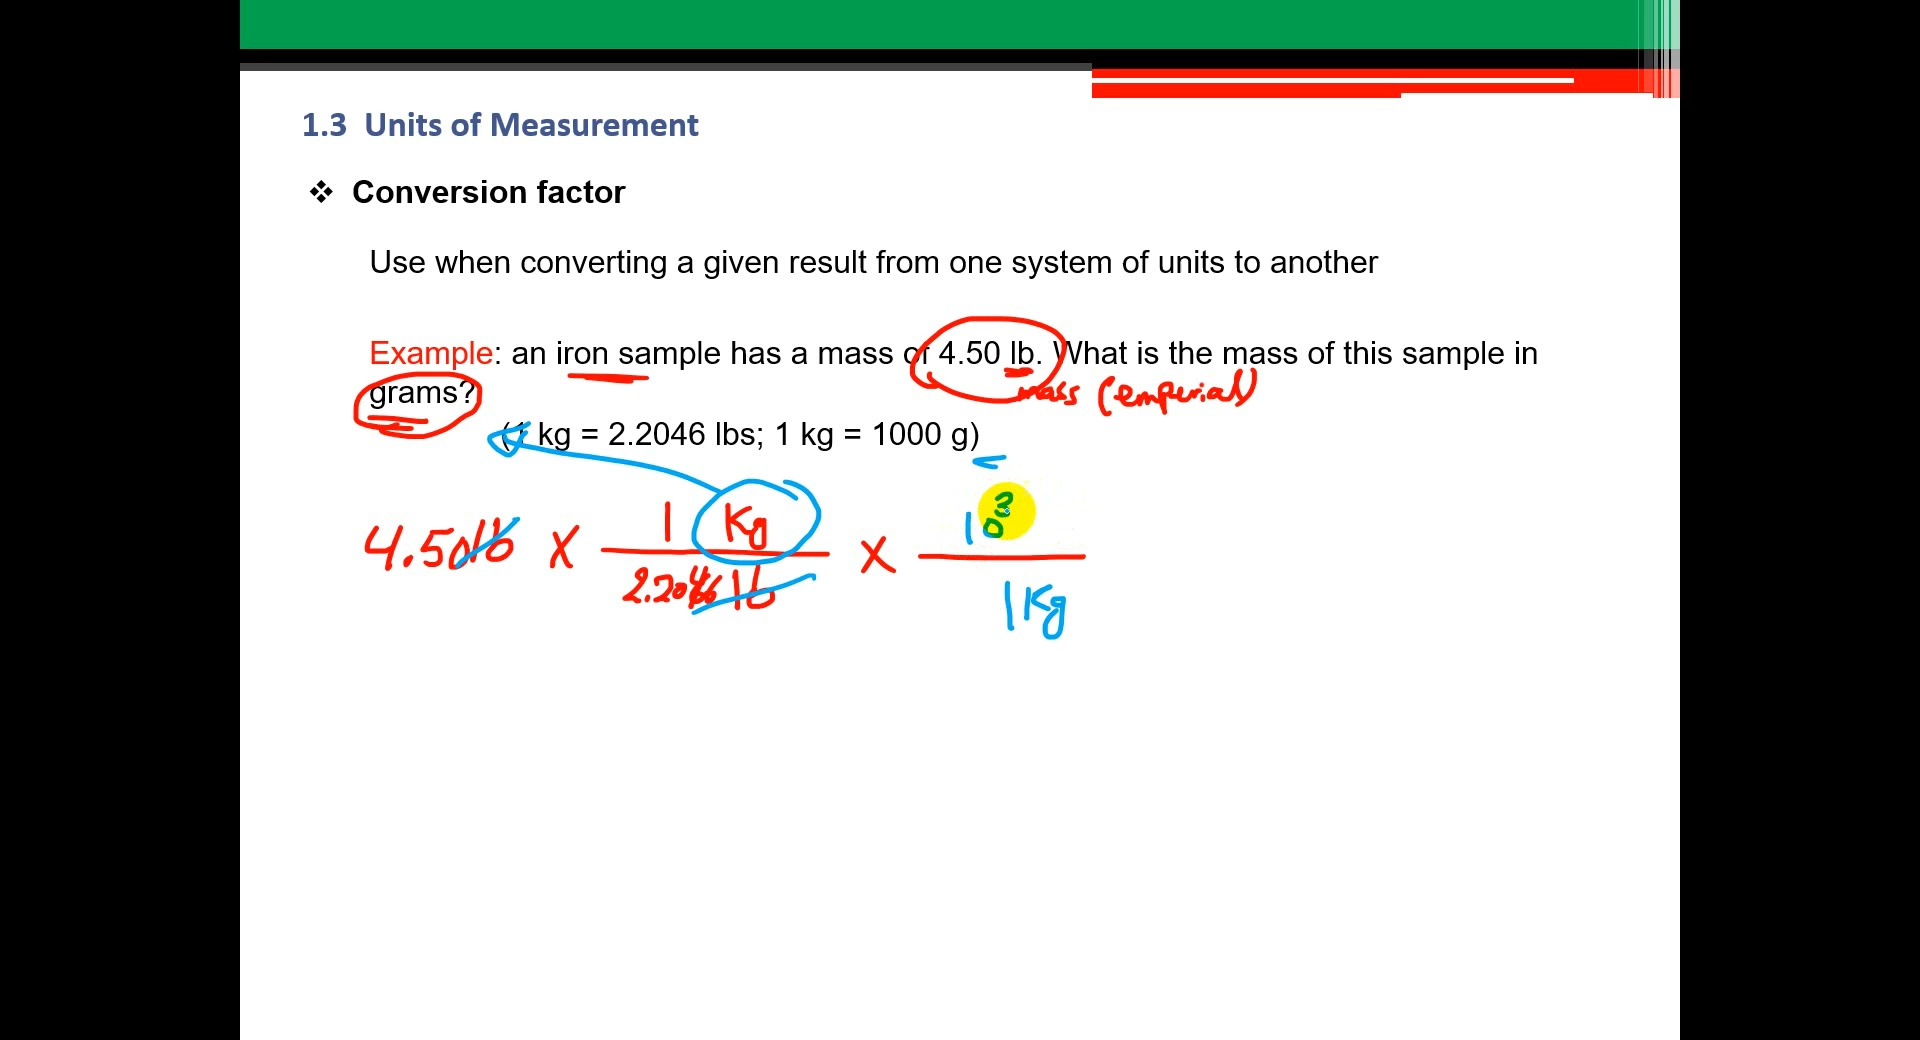 1.3 Units of Measurement
❖ Conversion factor
Use when converting a given result from one system of units to another
Example: an iron sample has a mass of 4.50 lb. What is the mass of this sample in
grams?
mass (emperial)
(1 kg = 2.2046 lbs; 1 kg = 1000 g)
4.50 lb X 1 Kg / 2.2046 lb X 10³ / 1 Kg